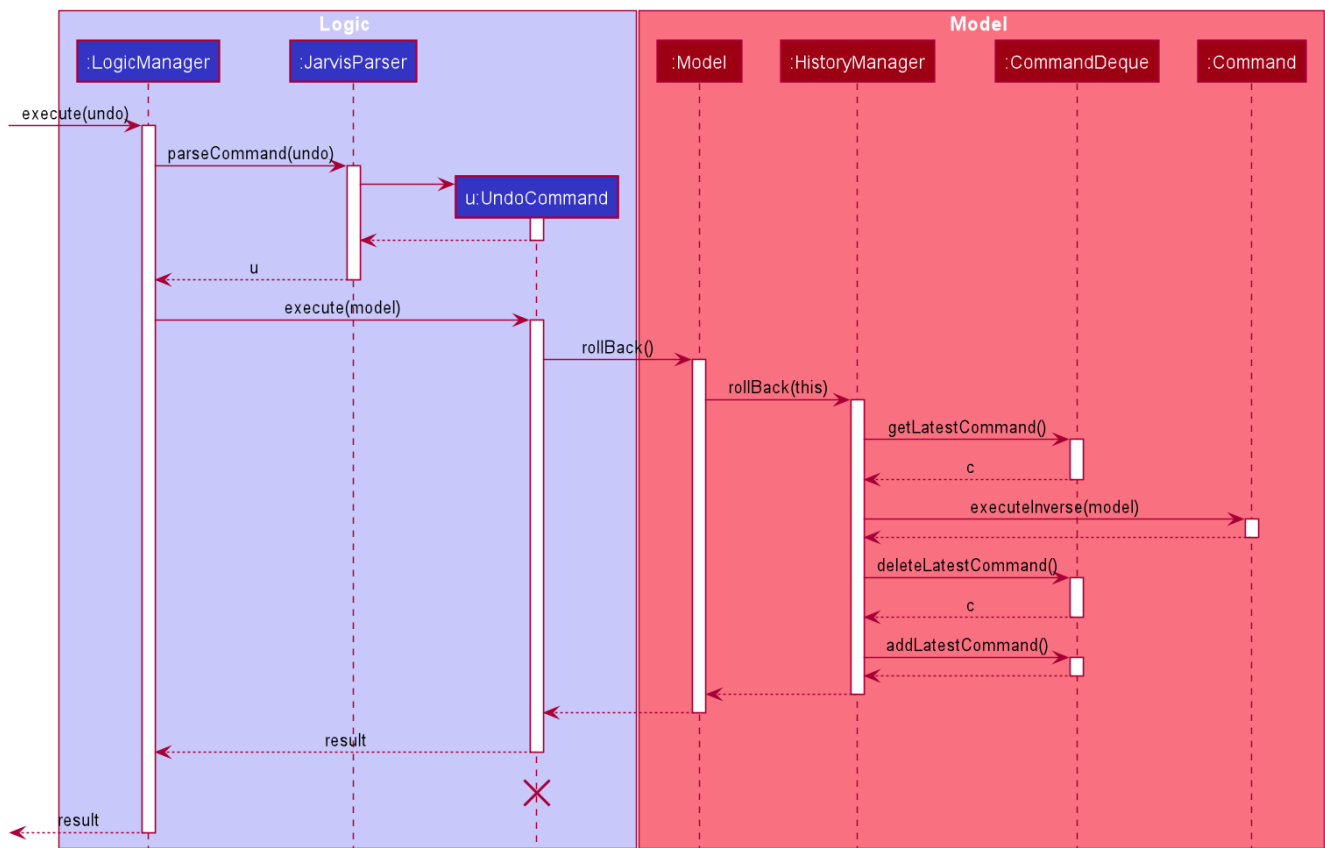 Logic
Model
:LogicManager
:JarvisParser
:Model
:HistoryManager
:CommandDeque
:Command
execute(undo)
parseCommand(undo)
u:UndoCommand
u
execute(model)
rollBack()
rollBack(this)
getLatestCommand()
c
executeInverse(model)
deleteLatestCommand()
c
addLatestCommand()
result
result